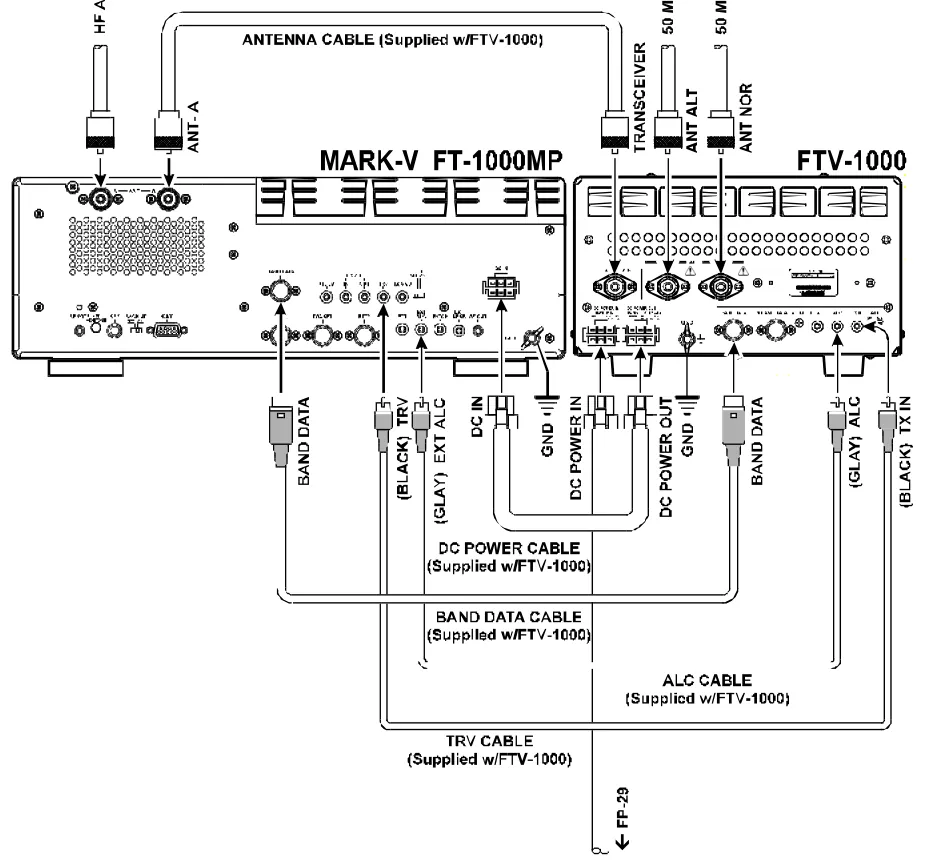 HF A
ANTENNA CABLE (Supplied w/FTV-1000)
ANT- A
TRANSCEIVER
50 M
ANT ALT
50 M
ANT NOR
MARK-V FT-1000MP
FTV-1000
BAND DATA
(BLACK) TRV
(GLAY) EXT ALC
DC IN
GND
DC POWER IN
DC POWER OUT
GND
BAND DATA
(GLAY) ALC
(BLACK) TX IN
DC POWER CABLE
(Supplied w/FTV-1000)
BAND DATA CABLE
(Supplied w/FTV-1000)
ALC CABLE
(Supplied w/FTV-1000)
TRV CABLE
(Supplied w/FTV-1000)
← FP-29